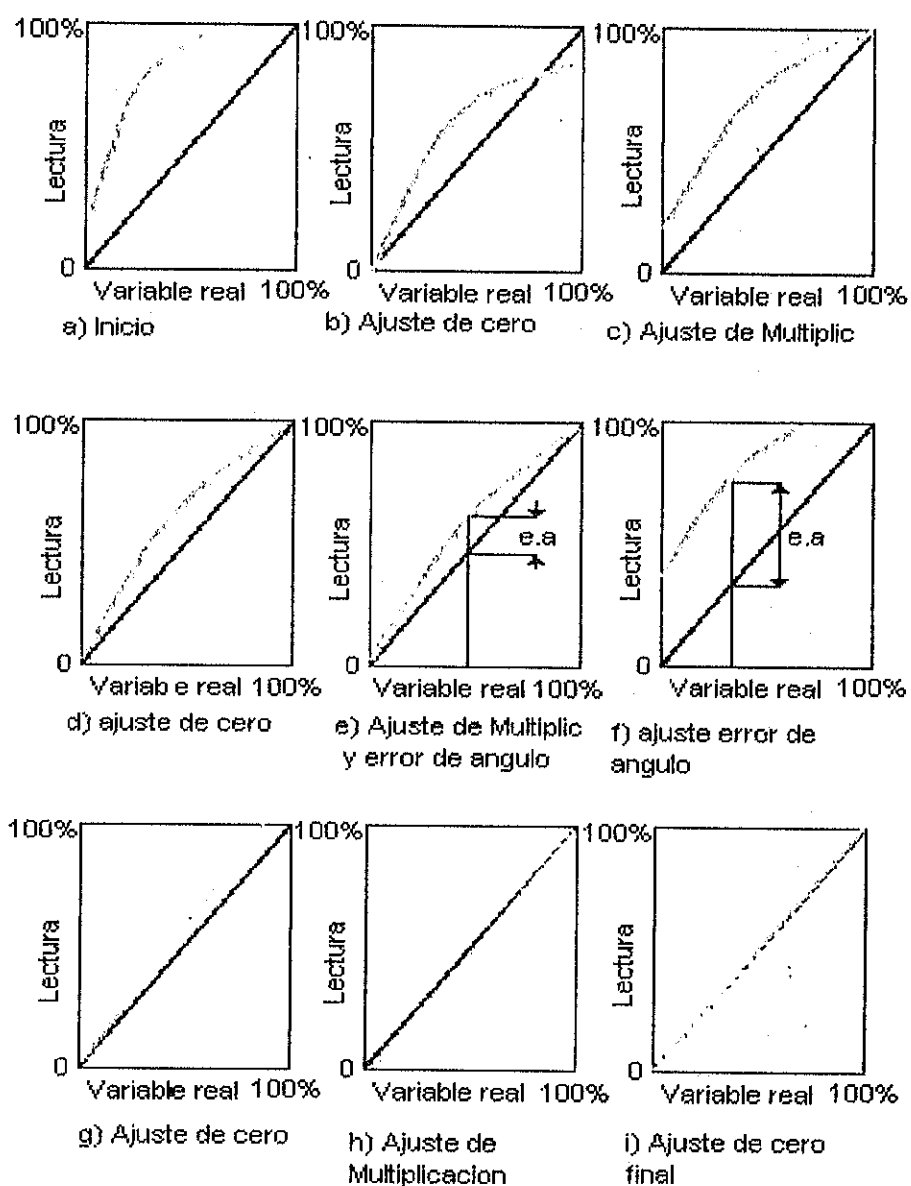 100%
Lectura
0
Variable real 100%
a) Inicio
100%
Lectura
0
Variable real 100%
b) Ajuste de cero
100%
Lectura
0
Variable real 100%
c) Ajuste de Multiplic
100%
Lectura
0
Variab e real 100%
d) ajuste de cero
100%
Lectura
e.a
0
Variable real 100%
e) Ajuste de Multiplic
y error de angulo
100%
Lectura
e.a
0
Variable real 100%
f) ajuste error de
angulo
100%
Lectura
0
Variable real 100%
g) Ajuste de cero
100%
Lectura
0
Variable real 100%
h) Ajuste de
Multiplicacion
100%
Lectura
0
Variable real 100%
i) Ajuste de cero
final